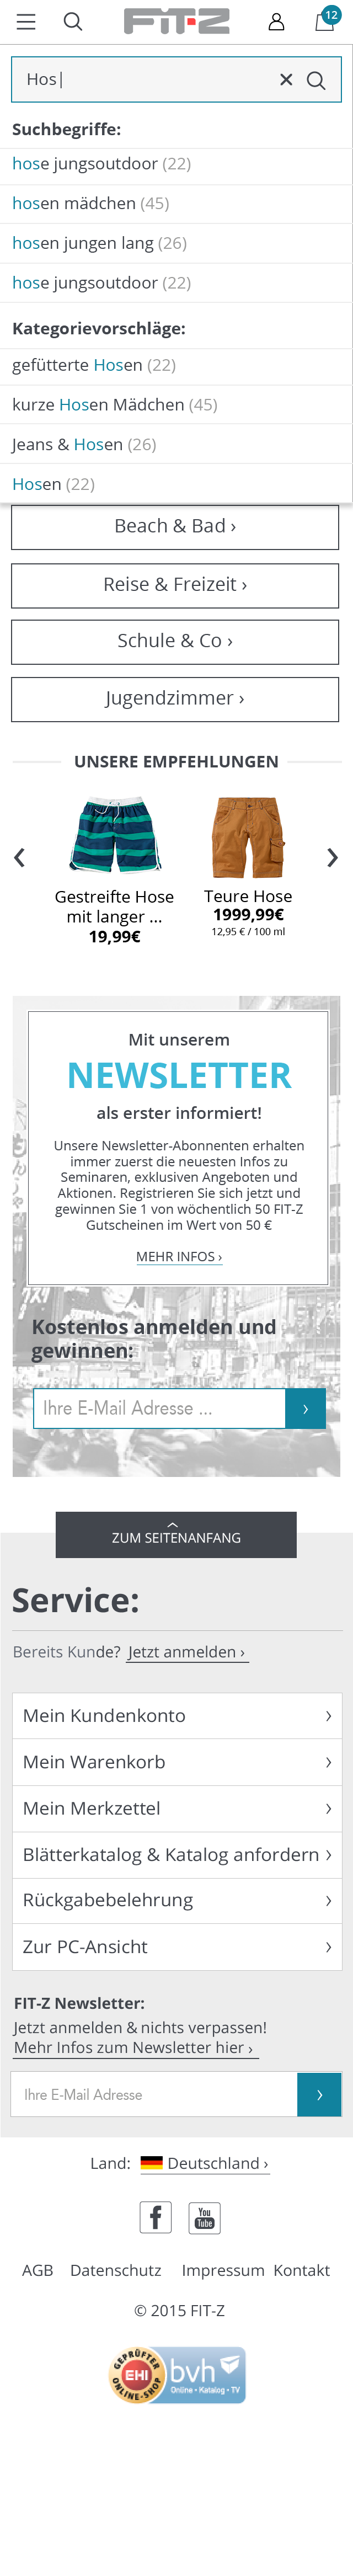 FIT-Z
12
Hos
Suchbegriffe:
hose jungsoutdoor (22)
hosen mädchen (45)
hosen jungen lang (26)
hose jungsoutdoor (22)
Kategorievorschläge:
gefütterte Hosen (22)
kurze Hosen Mädchen (45)
Jeans & Hosen (26)
Hosen (22)
Beach & Bad ›
Reise & Freizeit ›
Schule & Co ›
Jugendzimmer ›
UNSERE EMPFEHLUNGEN
Gestreifte Hose
mit langer ...
19,99€
Teure Hose
1999,99€
12,95 € / 100 ml
Mit unserem
NEWSLETTER
als erster informiert!
Unsere Newsletter-Abonnenten erhalten
immer zuerst die neuesten Infos zu
Seminaren, exklusiven Angeboten und
Aktionen. Registrieren Sie sich jetzt und
gewinnen Sie 1 von wöchentlich 50 FIT-Z
Gutscheinen im Wert von 50 €
MEHR INFOS ›
Kostenlos anmelden und
gewinnen:
Ihre E-Mail Adresse ...
ZUM SEITENANFANG
Service:
Bereits Kunde? Jetzt anmelden ›
Mein Kundenkonto
Mein Warenkorb
Mein Merkzettel
Blätterkatalog & Katalog anfordern
Rückgabebelehrung
Zur PC-Ansicht
FIT-Z Newsletter:
Jetzt anmelden & nichts verpassen!
Mehr Infos zum Newsletter hier ›
Ihre E-Mail Adresse
Land: Deutschland ›
f
You
Tube
AGB Datenschutz Impressum Kontakt
© 2015 FIT-Z
GEPRÜFTER
EHI
ONLINE-SHOP
bvh
Online • Katalog • TV